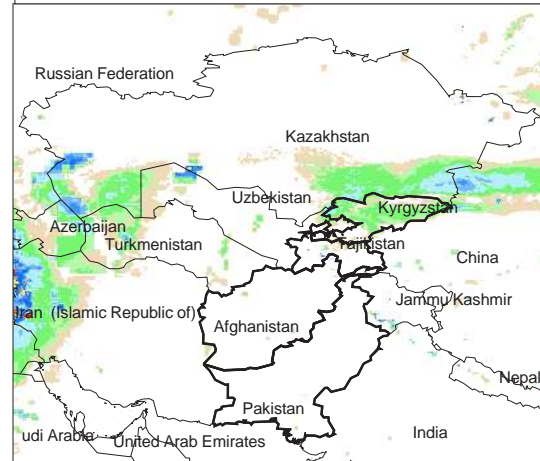 Russian Federation
Kazakhstan
Uzbekistan
Kyrgyzstan
Azerbaijan
Turkmenistan
Tajikistan
China
Jammu Kashmir
Iran (Islamic Republic of)
Afghanistan
Nepal
Pakistan
udi Arabia
United Arab Emirates
India